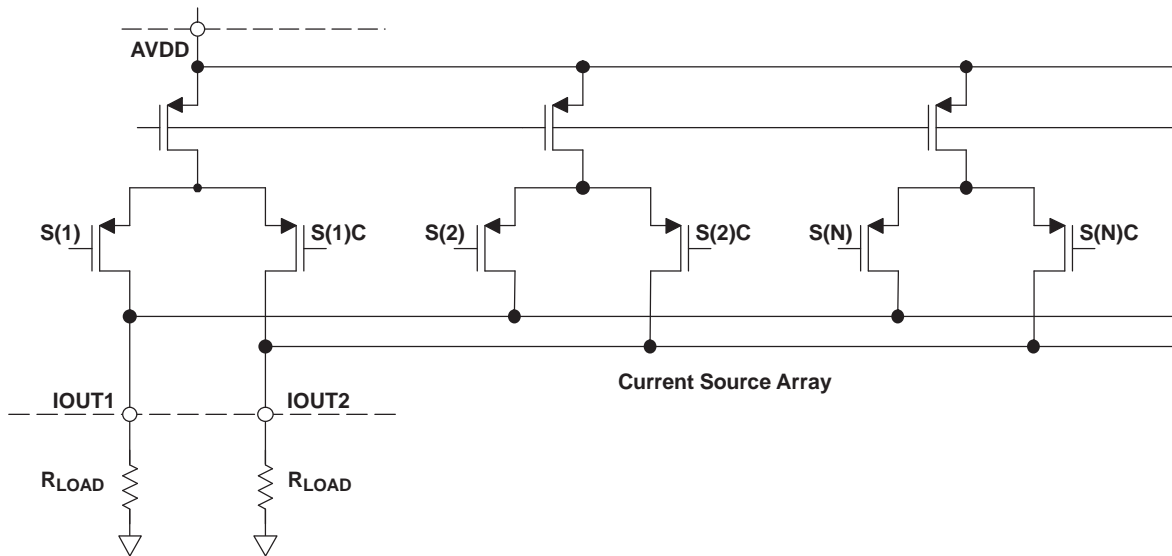 AVDD
S(1)
S(1)C
S(2)
S(2)C
S(N)
S(N)C
Current Source Array
IOUT1
IOUT2
RLOAD
RLOAD